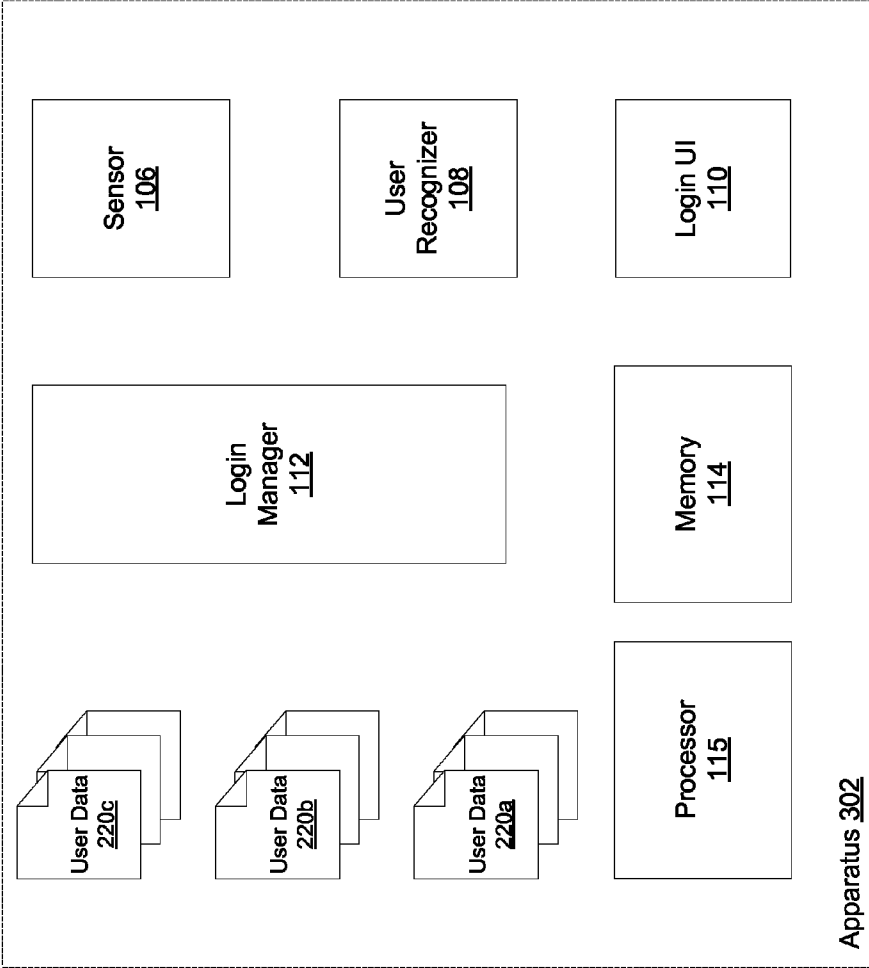 User Data
220c
User Data
220b
User Data
220a
Login
Manager
112
Sensor
106
User
Recognizer
108
Processor
115
Memory
114
Login UI
110
Apparatus 302